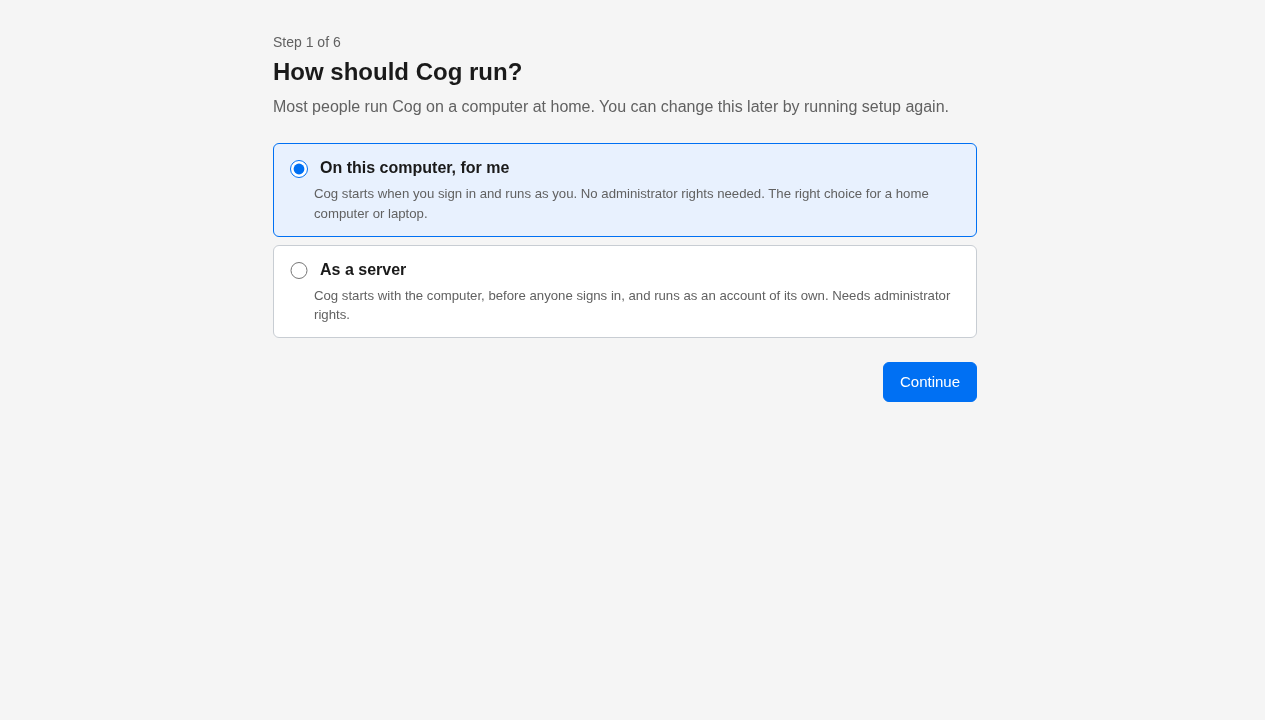 Step 1 of 6
How should Cog run?
Most people run Cog on a computer at home. You can change this later by running setup again.
On this computer, for me
Cog starts when you sign in and runs as you. No administrator rights needed. The right choice for a home
computer or laptop.
As a server
Cog starts with the computer, before anyone signs in, and runs as an account of its own. Needs administrator
rights.
Continue